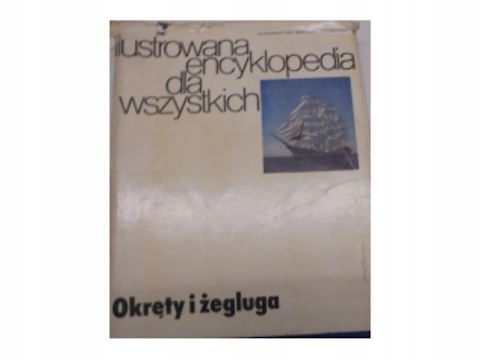 ilustrowana
encyklopedia
dla
wszystkich
Okręty i żegluga